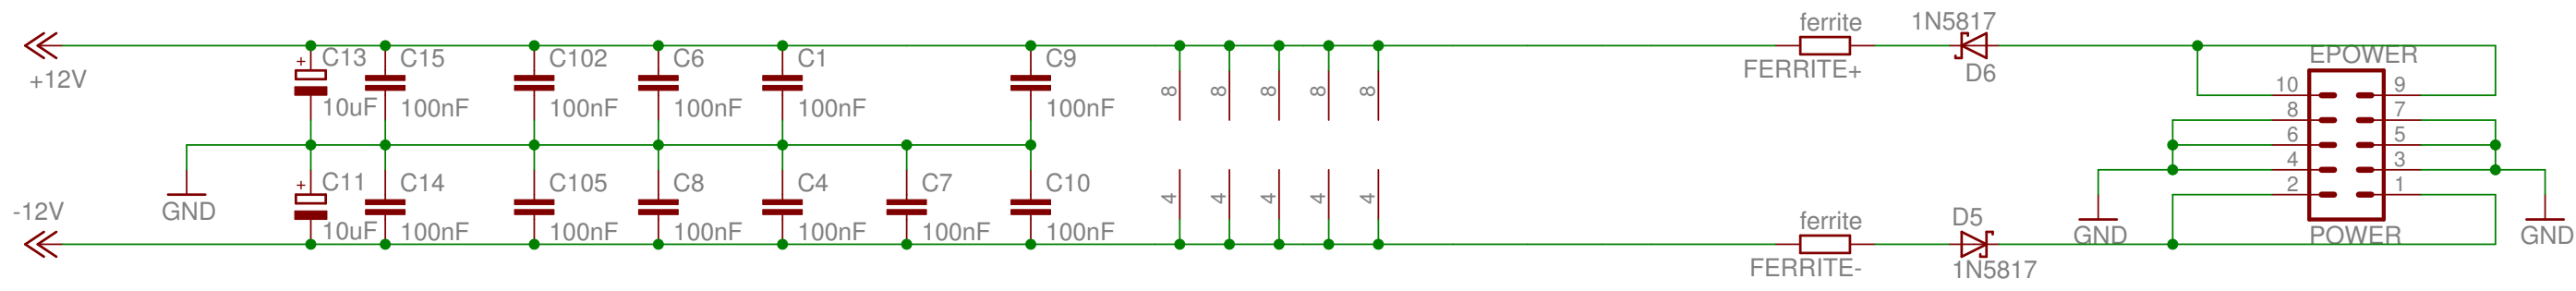 ferrite
1N5817
C13
C15
C102
C6
C1
C9
EPOWER
+12V
FERRITE+
D6
10uF
100nF
100nF
100nF
100nF
100nF
8
8
8
8
8
10
9
8
7
6
5
4
3
2
1
C11
C14
C105
C8
C4
C7
C10
4
4
4
4
4
-12V
GND
ferrite
D5
10uF
100nF
100nF
100nF
100nF
100nF
100nF
GND
POWER
GND
FERRITE-
1N5817